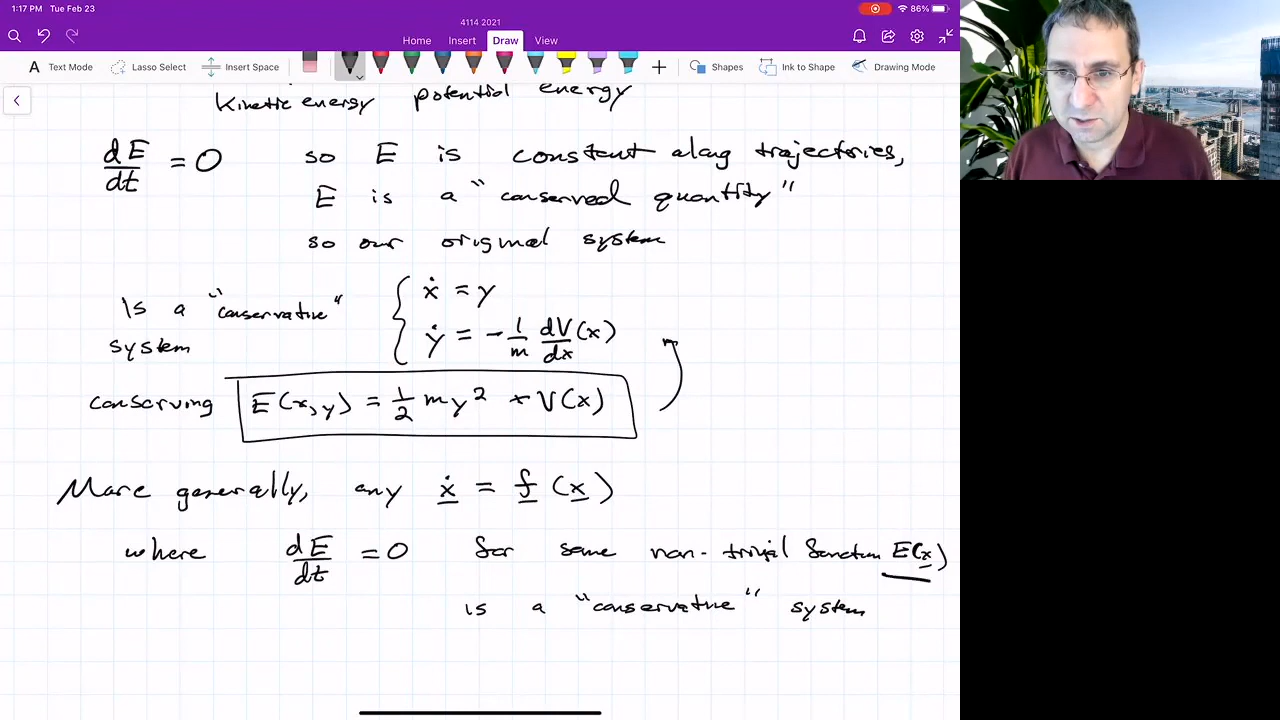 1:17 PM Tue Feb 23
86%
4114 2021
Home Insert Draw View
Text Mode Lasso Select Insert Space Shapes Ink to Shape Drawing Mode
kinetic energy potential energy
dE/dt = 0 so E is constant along trajectories,
E is a "conserved quantity"
so our original system
is a "conservative" system
{ ẋ = y
ẏ = -1/m dV/dx (x)
conserving E(x,y) = 1/2 my² + V(x)
More generally, any ẋ = f(x)
where dE/dt = 0 for some non-trivial function E(x)
is a "conservative" system